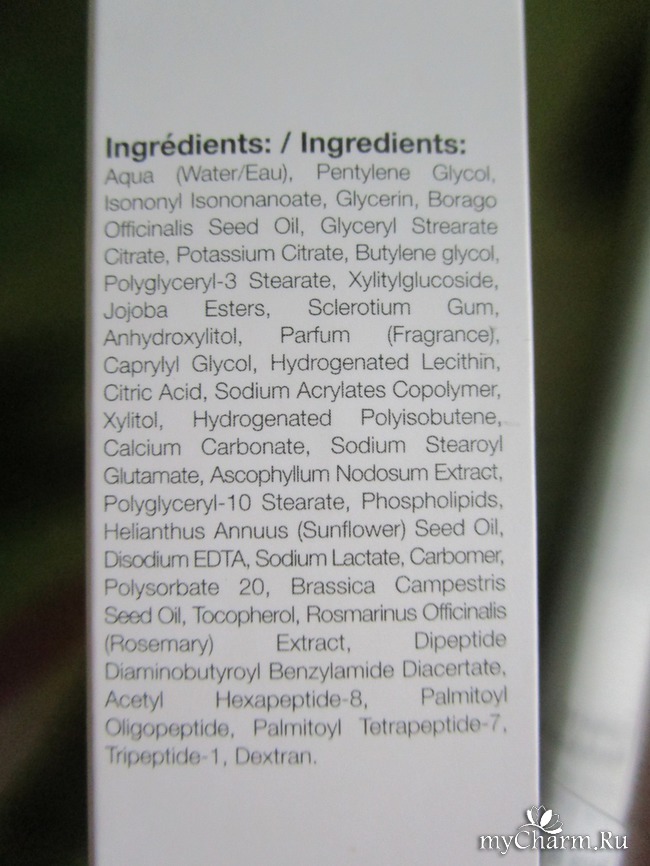 Ingrédients: / Ingredients:
Aqua (Water/Eau), Pentylene Glycol,
Isononyl Isononanoate, Glycerin, Borago
Officinalis Seed Oil, Glyceryl Strearate
Citrate, Potassium Citrate, Butylene glycol,
Polyglyceryl-3 Stearate, Xylitylglucoside,
Jojoba Esters, Sclerotium Gum,
Anhydroxylitol, Parfum (Fragrance),
Caprylyl Glycol, Hydrogenated Lecithin,
Citric Acid, Sodium Acrylates Copolymer,
Xylitol, Hydrogenated Polyisobutene,
Calcium Carbonate, Sodium Stearoyl
Glutamate, Ascophyllum Nodosum Extract,
Polyglyceryl-10 Stearate, Phospholipids,
Helianthus Annuus (Sunflower) Seed Oil,
Disodium EDTA, Sodium Lactate, Carbomer,
Polysorbate 20, Brassica Campestris
Seed Oil, Tocopherol, Rosmarinus Officinalis
(Rosemary) Extract, Dipeptide
Diaminobutyroyl Benzylamide Diacertate,
Acetyl Hexapeptide-8, Palmitoyl
Oligopeptide, Palmitoyl Tetrapeptide-7,
Tripeptide-1, Dextran.
myCharm.Ru